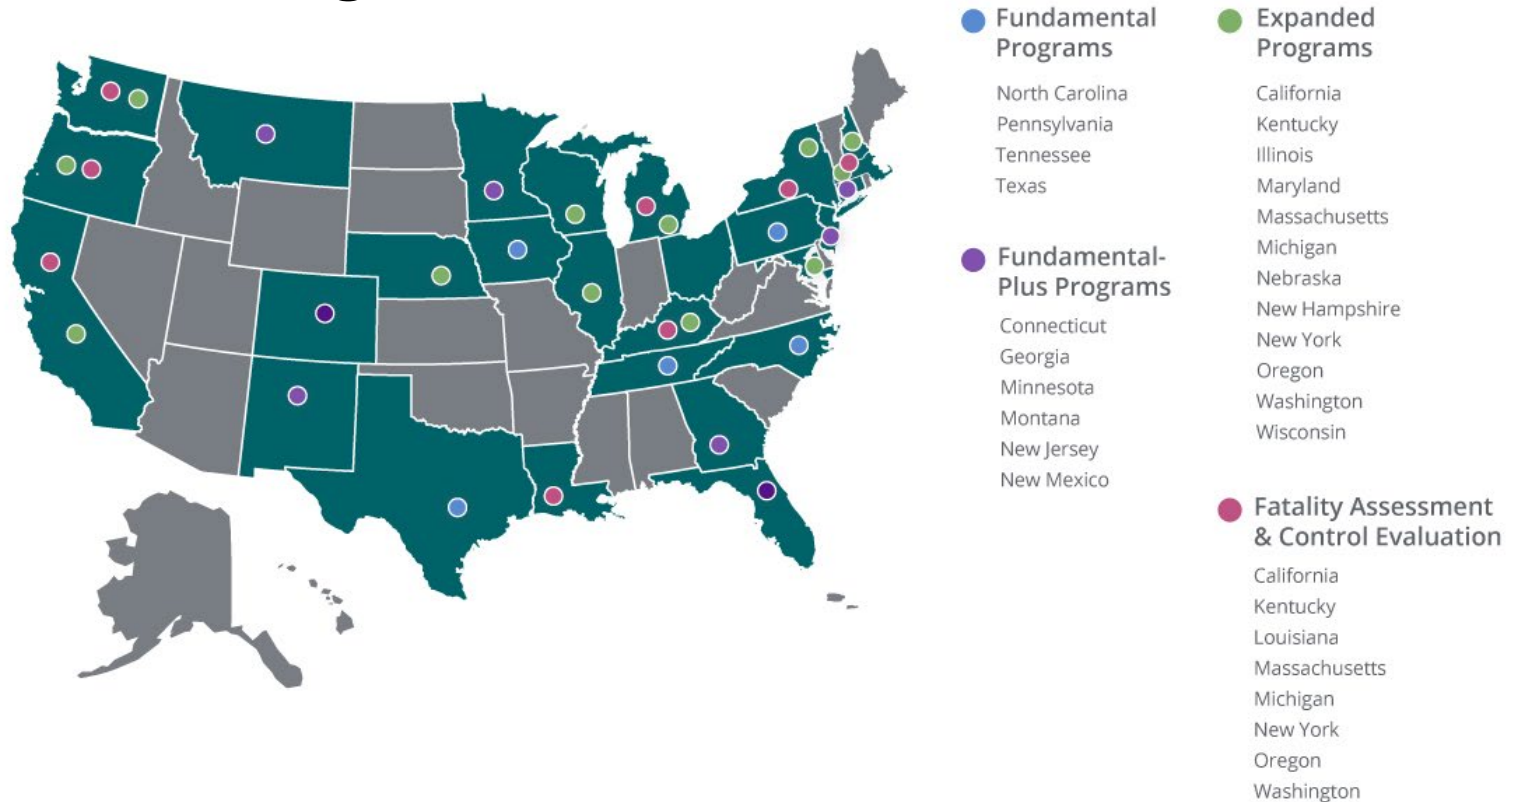 Fundamental
Programs
North Carolina
Pennsylvania
Tennessee
Texas
Fundamental-
Plus Programs
Connecticut
Georgia
Minnesota
Montana
New Jersey
New Mexico
Expanded
Programs
California
Kentucky
Illinois
Maryland
Massachusetts
Michigan
Nebraska
New Hampshire
New York
Oregon
Washington
Wisconsin
Fatality Assessment
& Control Evaluation
California
Kentucky
Louisiana
Massachusetts
Michigan
New York
Oregon
Washington